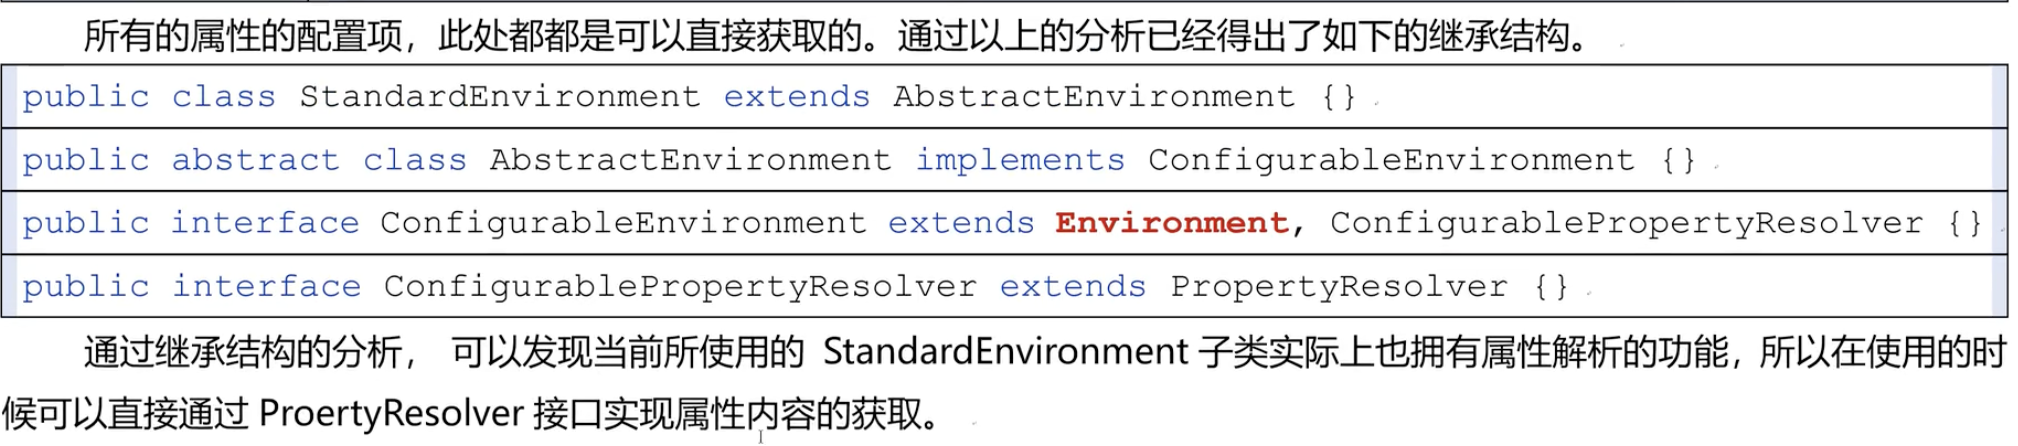 所有的属性的配置项，此处都都是可以直接获取的。通过以上的分析已经得出了如下的继承结构。
public class StandardEnvironment extends AbstractEnvironment {}
public abstract class AbstractEnvironment implements ConfigurableEnvironment {}
public interface ConfigurableEnvironment extends Environment, ConfigurablePropertyResolver {}
public interface ConfigurablePropertyResolver extends PropertyResolver {}
通过继承结构的分析， 可以发现当前所使用的 StandardEnvironment 子类实际上也拥有属性解析的功能，所以在使用的时
候可以直接通过 ProertyResolver 接口实现属性内容的获取。